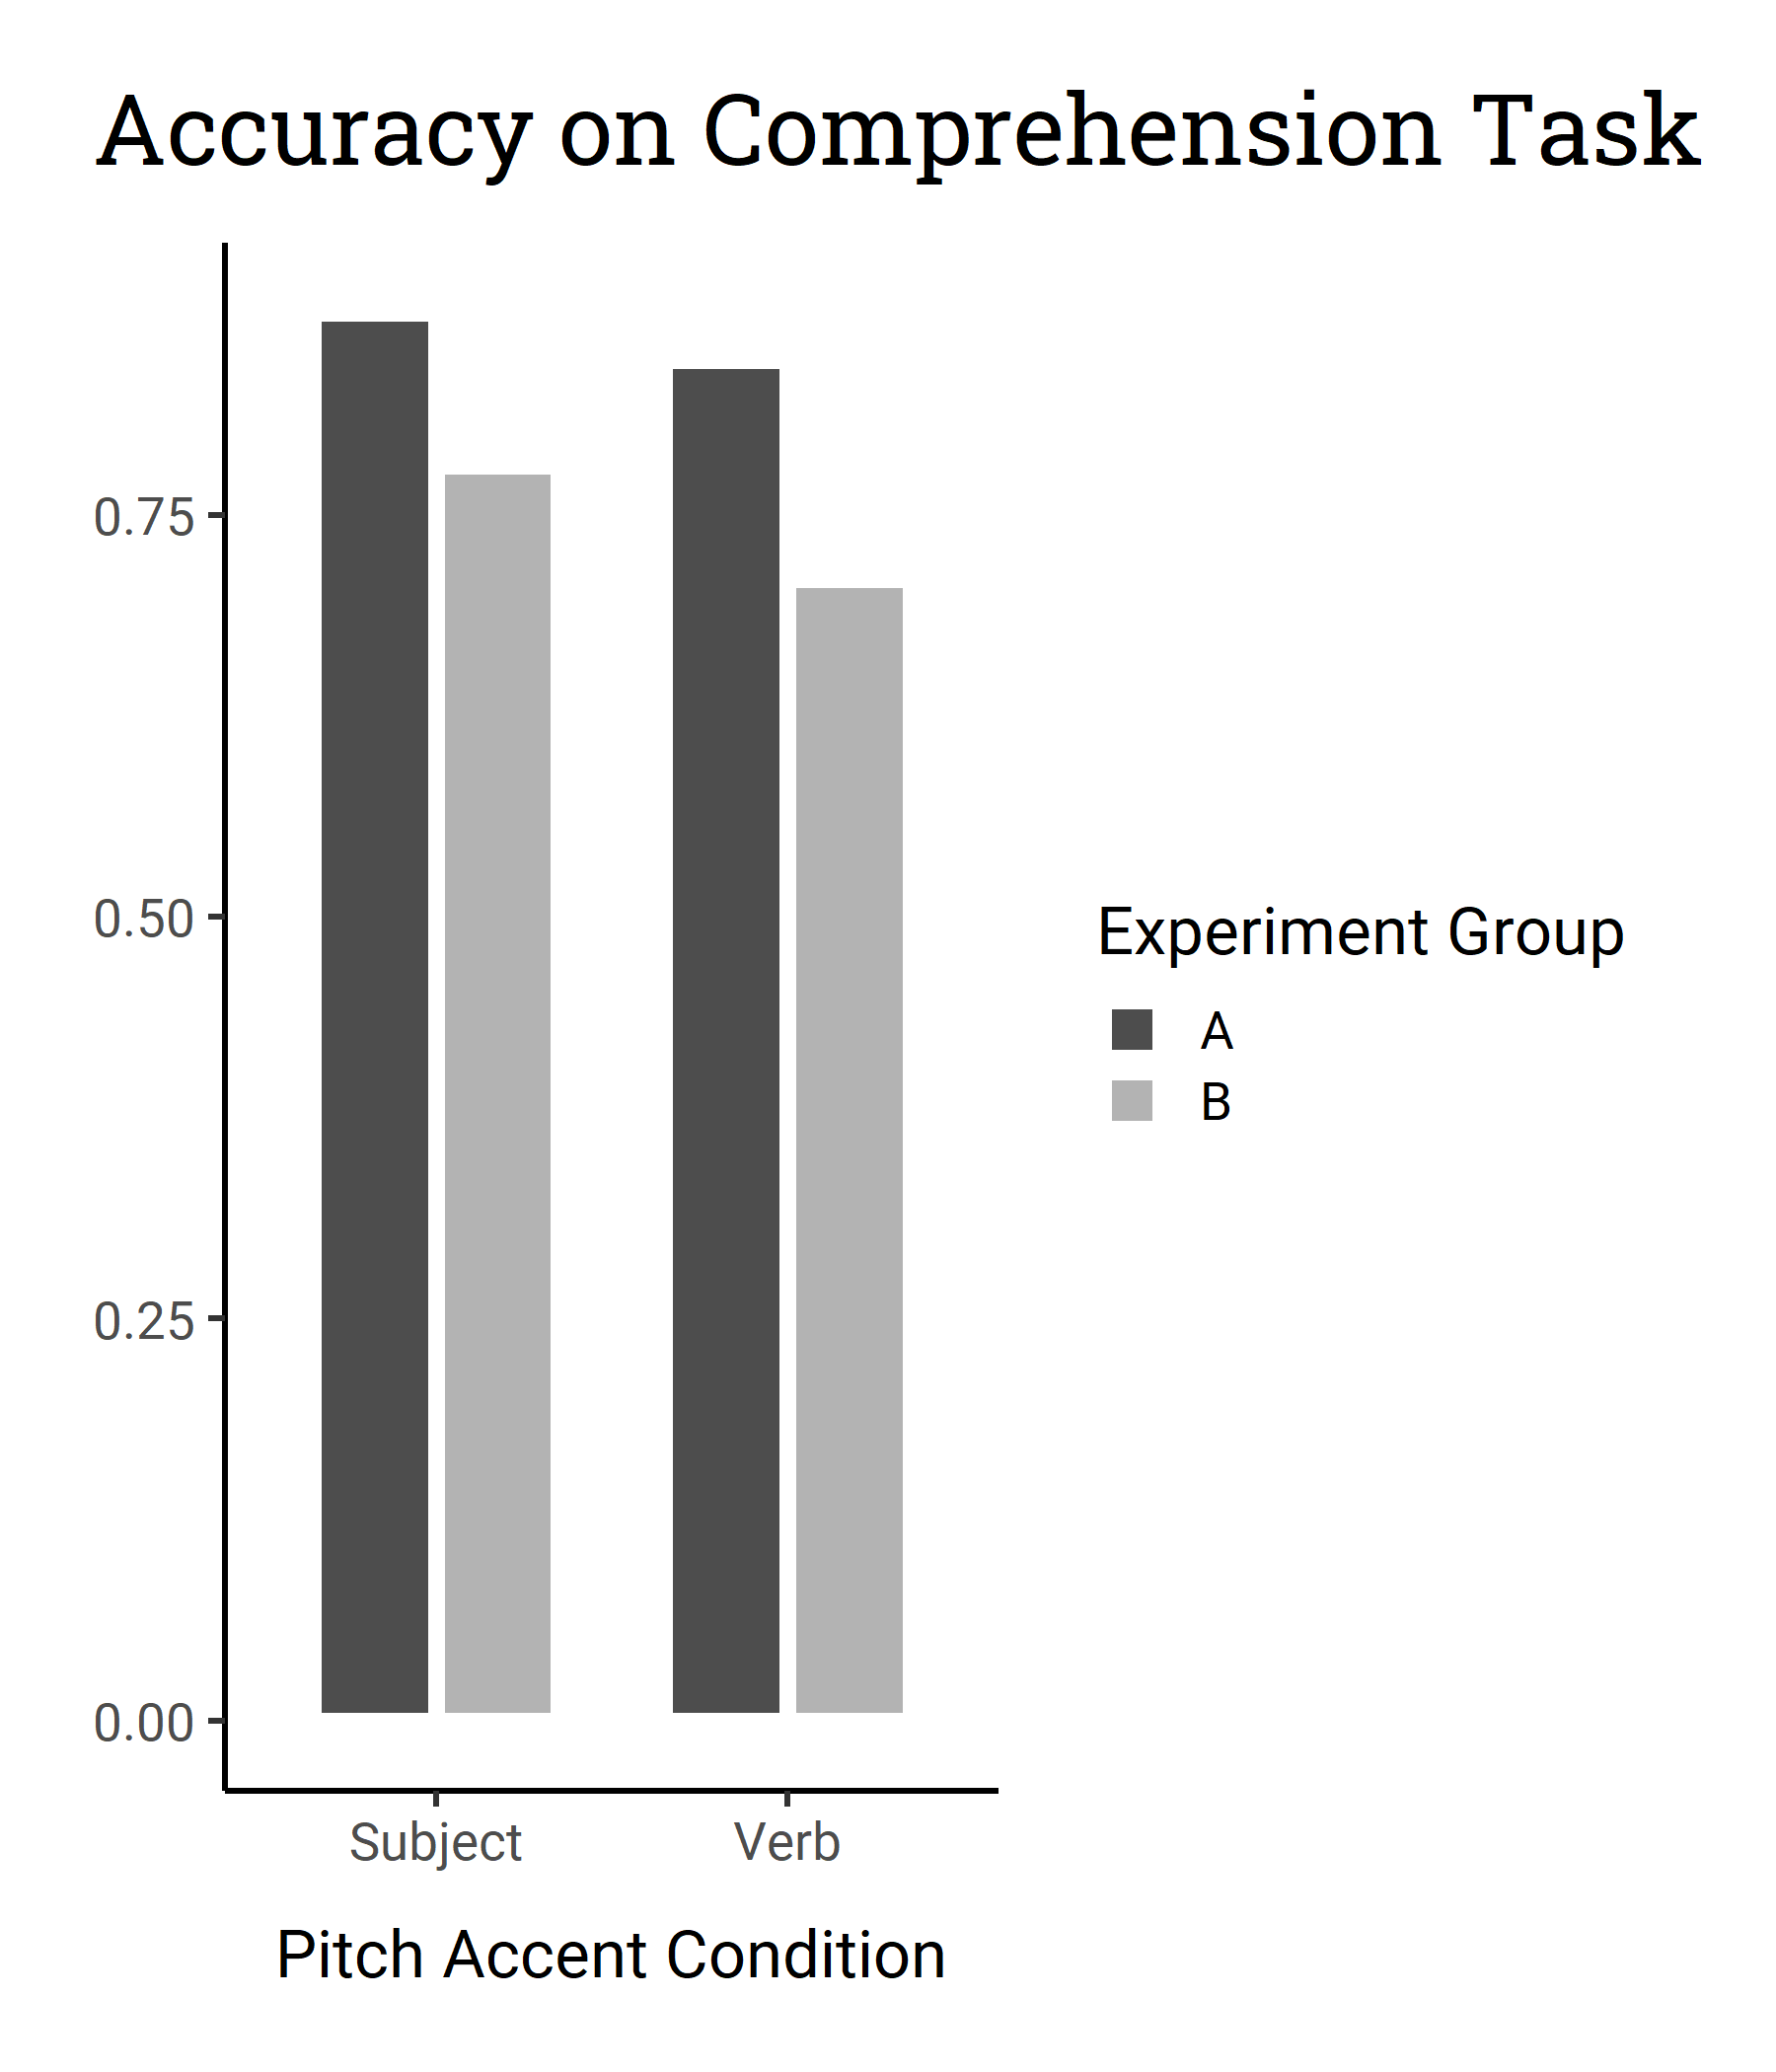 Accuracy on Comprehension Task
0.75
0.50
0.25
0.00
Subject Verb
Pitch Accent Condition
Experiment Group
A
B